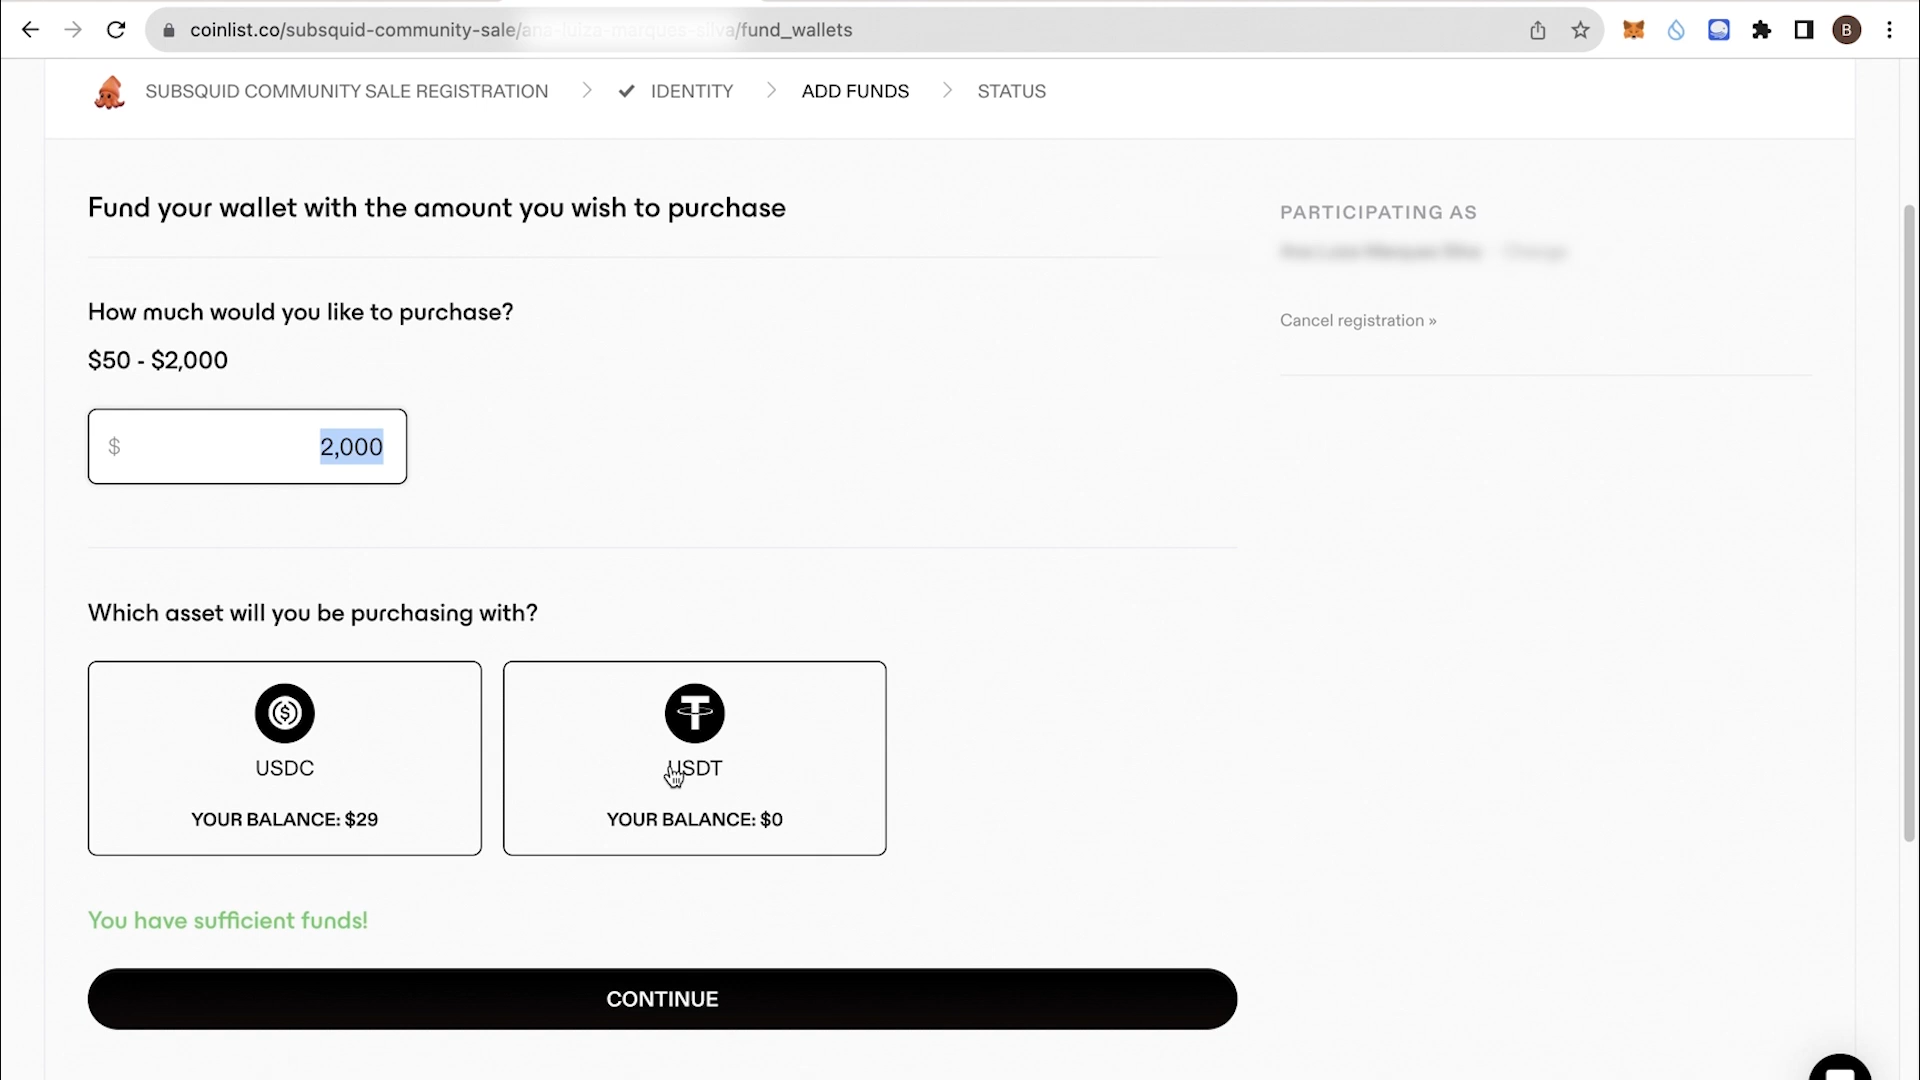 coinlist.co/subsquid-community-sale/ /fund_wallets
B
SUBSQUID COMMUNITY SALE REGISTRATION
IDENTITY
ADD FUNDS
STATUS
Fund your wallet with the amount you wish to purchase
PARTICIPATING AS
How much would you like to purchase?
Cancel registration »
$50 - $2,000
$ 2,000
Which asset will you be purchasing with?
USDC
USDT
YOUR BALANCE: $29
YOUR BALANCE: $0
You have sufficient funds!
CONTINUE